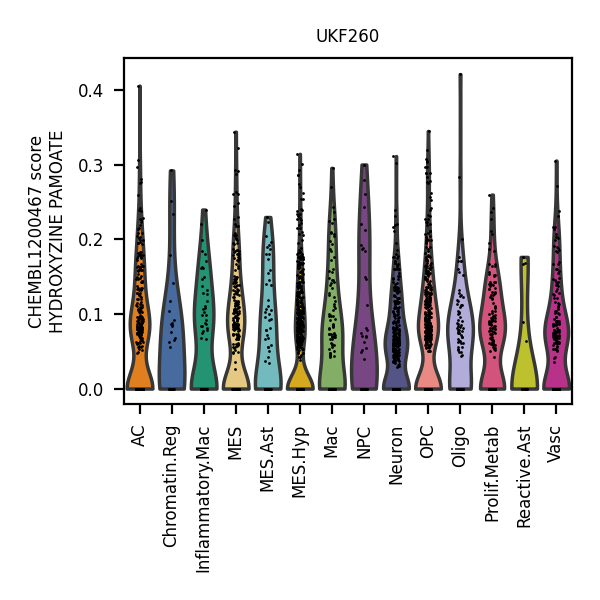 UKF260
CHEMBL1200467 score
HYDROXYZINE PAMOATE
0.4
0.3
0.2
0.1
0.0
AC
Chromatin.Reg
Inflammatory.Mac
MES
MES.Ast
MES.Hyp
Mac
NPC
Neuron
OPC
Oligo
Prolif.Metab
Reactive.Ast
Vasc